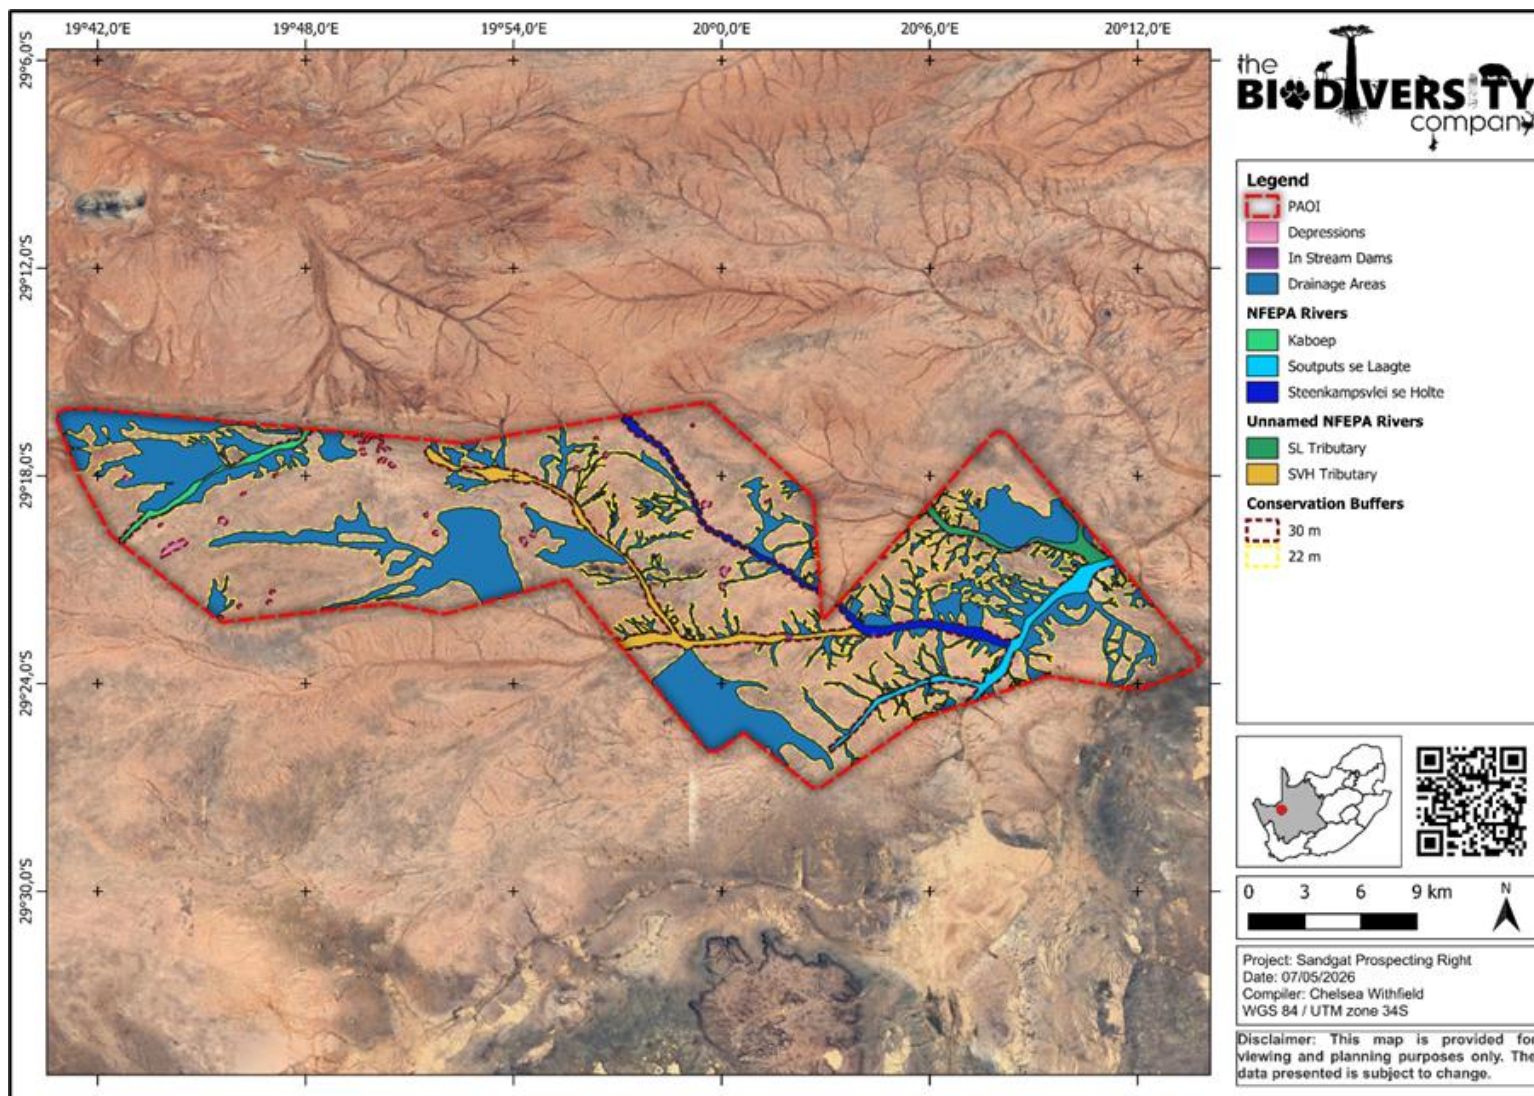 19°42,0'E 19°48,0'E 19°54,0'E 20°0,0'E 20°6,0'E 20°12,0'E
29°6,0'S
29°12,0'S
29°18,0'S
29°24,0'S
29°30,0'S
the
BIODIVERSITY
company
Legend
PAOI
Depressions
In Stream Dams
Drainage Areas
NFEPA Rivers
Kaboep
Soutputs se Laagte
Steenkampsvlei se Holte
Unnamed NFEPA Rivers
SL Tributary
SVH Tributary
Conservation Buffers
30 m
22 m
0 3 6 9 km
N
Project: Sandgat Prospecting Right
Date: 07/05/2026
Compiler: Chelsea Withfield
WGS 84 / UTM zone 34S
Disclaimer: This map is provided for
viewing and planning purposes only. The
data presented is subject to change.